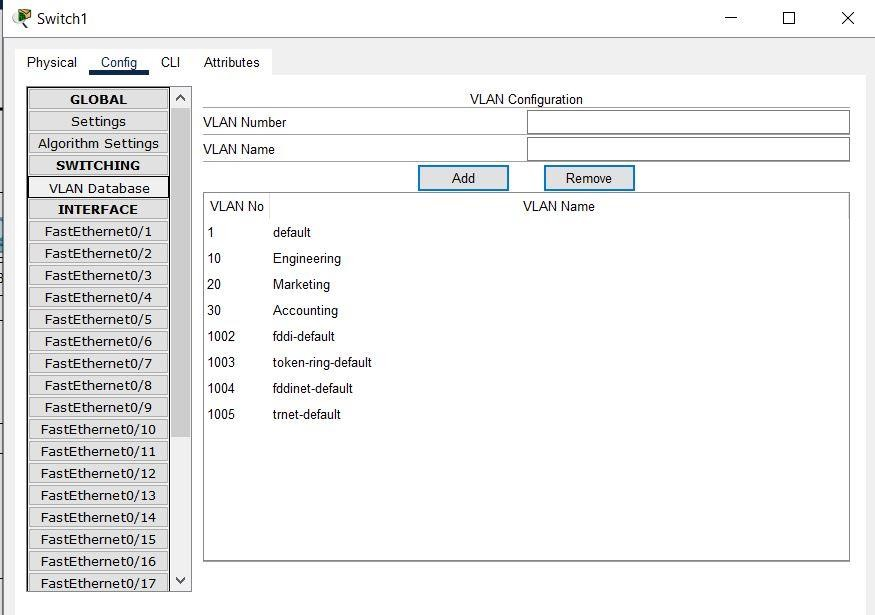 Switch1
Physical Config CLI Attributes
GLOBAL
Settings
Algorithm Settings
SWITCHING
VLAN Database
INTERFACE
FastEthernet0/1
FastEthernet0/2
FastEthernet0/3
FastEthernet0/4
FastEthernet0/5
FastEthernet0/6
FastEthernet0/7
FastEthernet0/8
FastEthernet0/9
FastEthernet0/10
FastEthernet0/11
FastEthernet0/12
FastEthernet0/13
FastEthernet0/14
FastEthernet0/15
FastEthernet0/16
FastEthernet0/17
VLAN Configuration
VLAN Number
VLAN Name
Add Remove
VLAN No VLAN Name
1 default
10 Engineering
20 Marketing
30 Accounting
1002 fddi-default
1003 token-ring-default
1004 fddinet-default
1005 trnet-default